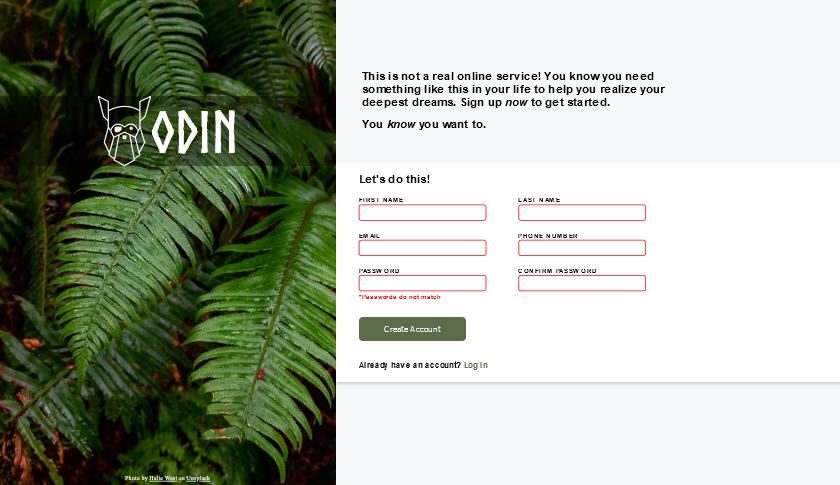 ODIN
Photo by Halie West on Unsplash
This is not a real online service! You know you need
something like this in your life to help you realize your
deepest dreams. Sign up now to get started.
You know you want to.
Let's do this!
FIRST NAME
LAST NAME
EMAIL
PHONE NUMBER
PASSWORD
CONFIRM PASSWORD
*Passwords do not match
Create Account
Already have an account? Log in